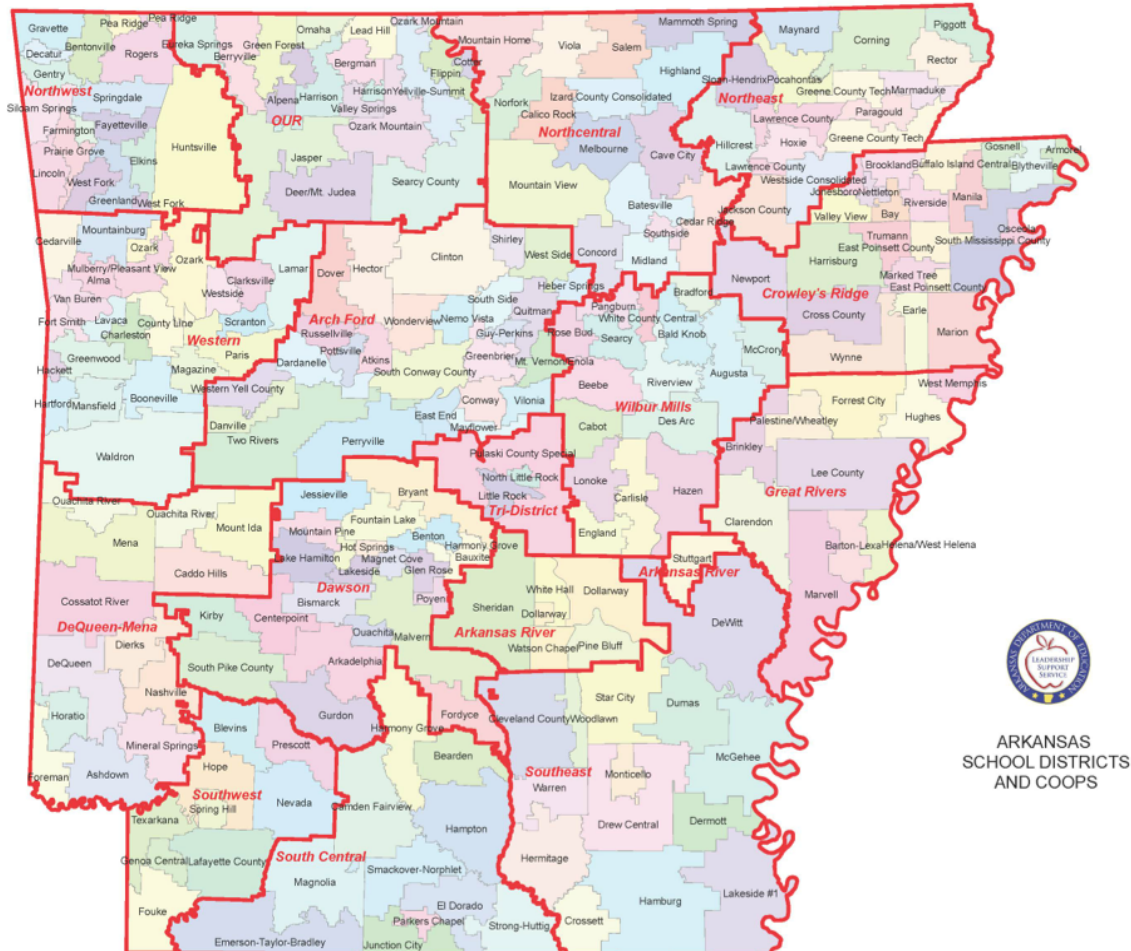 Gravette
Pea Ridge
Pea Ridge
Decatur
Bentonville
Rogers
Gentry
Northwest
Siloam Springs
Springdale
Farmington
Fayetteville
Prairie Grove
Elkins
Lincoln
West Fork
Greenland
West Fork
Huntsville
Eureka Springs
Berryville
Green Forest
Omaha
Lead Hill
Ozark Mountain
Bergman
Cotter
Flippin
Alpena
Harrison
Harrison
Yellville-Summit
Valley Springs
OUR
Ozark Mountain
Jasper
Deer/Mt. Judea
Searcy County
Mountain Home
Viola
Salem
Mammoth Spring
Highland
Norfork
Izard County Consolidated
Calico Rock
Northcentral
Melbourne
Cave City
Mountain View
Batesville
Southside
Cedar Ridge
Concord
Midland
Maynard
Corning
Piggott
Rector
Sloan-Hendrix
Pocahontas
Northeast
Greene County Tech
Marmaduke
Lawrence County
Paragould
Hoxie
Greene County Tech
Hillcrest
Lawrence County
Westside Consolidated
Jackson County
Brookland
Buffalo Island Central
Gosnell
Armorel
Blytheville
Jonesboro
Nettleton
Riverside
Manila
Valley View
Bay
Osceola
Trumann
South Mississippi County
East Poinsett County
Harrisburg
Marked Tree
East Poinsett County
Newport
Crowley's Ridge
Cross County
Earle
Marion
Wynne
Cedarville
Mountainburg
Ozark
Ozark
Mulberry/Pleasant View
Alma
Clarksville
Lamar
Westside
Van Buren
Fort Smith
Lavaca
County Line
Scranton
Charleston
Western
Greenwood
Paris
Hackett
Magazine
Hartford
Mansfield
Booneville
Waldron
Dover
Hector
Clinton
Shirley
West Side
Heber Springs
South Side
Arch Ford
Wonderview
Nemo Vista
Quitman
Russellville
Guy-Perkins
Pottsville
Dardanelle
Atkins
Greenbrier
Mt. Vernon/Enola
South Conway County
Western Yell County
Danville
Conway
Vilonia
East End
Mayflower
Two Rivers
Perryville
Bradford
Pangburn
White County Central
Rose Bud
Searcy
Bald Knob
McCrory
Augusta
Beebe
Riverview
Wilbur Mills
Cabot
Des Arc
Lonoke
Carlisle
Hazen
England
Pulaski County Special
North Little Rock
Little Rock
Tri-District
West Memphis
Forrest City
Palestine/Wheatley
Hughes
Brinkley
Lee County
Great Rivers
Clarendon
Barton-Lexa
Helena/West Helena
Marvell
Ouachita River
Ouachita River
Mount Ida
Mena
Caddo Hills
Cossatot River
DeQueen-Mena
Dierks
DeQueen
Nashville
Horatio
Mineral Springs
Foreman
Ashdown
Jessieville
Bryant
Fountain Lake
Mountain Pine
Benton
Hot Springs
Harmony Grove
Bauxite
Lake Hamilton
Magnet Cove
Lakeside
Glen Rose
Dawson
Poyen
Bismarck
Kirby
Centerpoint
Ouachita
Malvern
South Pike County
Arkadelphia
Gurdon
Stuttgart
Arkansas River
White Hall
Dollarway
Sheridan
Dollarway
Arkansas River
Watson Chapel
Pine Bluff
DeWitt
Blevins
Prescott
Hope
Southwest
Nevada
Spring Hill
Texarkana
Genoa Central
Lafayette County
Fouke
Harmony Grove
Fordyce
Bearden
Camden Fairview
Hampton
South Central
Magnolia
Smackover-Norphlet
El Dorado
Parkers Chapel
Strong-Huttig
Junction City
Emerson-Taylor-Bradley
Star City
Cleveland County
Woodlawn
Dumas
McGehee
Southeast
Warren
Monticello
Drew Central
Dermott
Hermitage
Hamburg
Lakeside #1
Crossett
ARKANSAS DEPARTMENT OF EDUCATION
LEADERSHIP
SUPPORT
SERVICE
ARKANSAS
SCHOOL DISTRICTS
AND COOPS